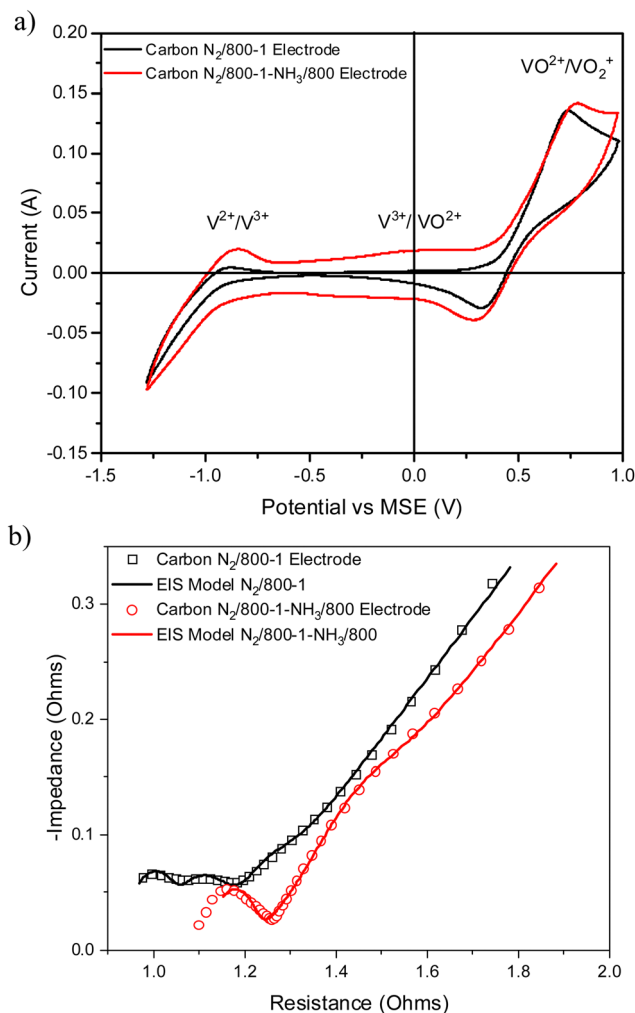 a)
0.20
0.15
0.10
0.05
0.00
-0.05
-0.10
-0.15
Current (A)
Carbon N₂/800-1 Electrode
Carbon N₂/800-1-NH₃/800 Electrode
VO²⁺/VO₂⁺
V²⁺/V³⁺
V³⁺/ VO²⁺
-1.5 -1.0 -0.5 0.0 0.5 1.0
Potential vs MSE (V)
b)
0.3
0.2
0.1
0.0
-Impedance (Ohms)
Carbon N₂/800-1 Electrode
EIS Model N₂/800-1
Carbon N₂/800-1-NH₃/800 Electrode
EIS Model N₂/800-1-NH₃/800
1.0 1.2 1.4 1.6 1.8 2.0
Resistance (Ohms)